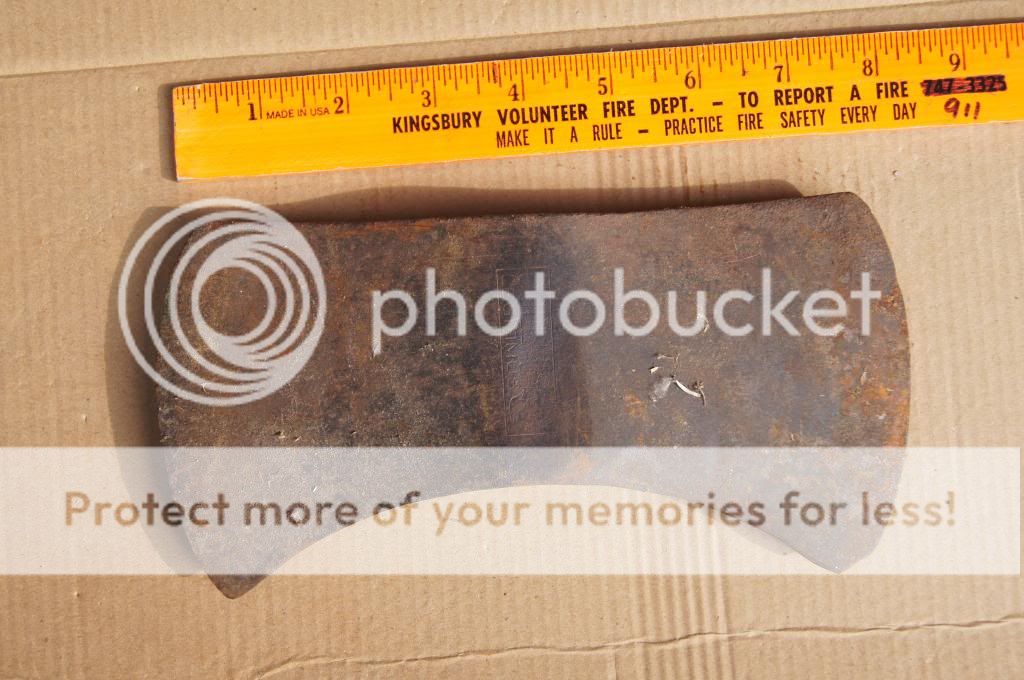 1 2 3 4 5 6 7 8 9
MADE IN USA
KINGSBURY VOLUNTEER FIRE DEPT. – TO REPORT A FIRE 747-3325
MAKE IT A RULE – PRACTICE FIRE SAFETY EVERY DAY 911
photobucket
Protect more of your memories for less!